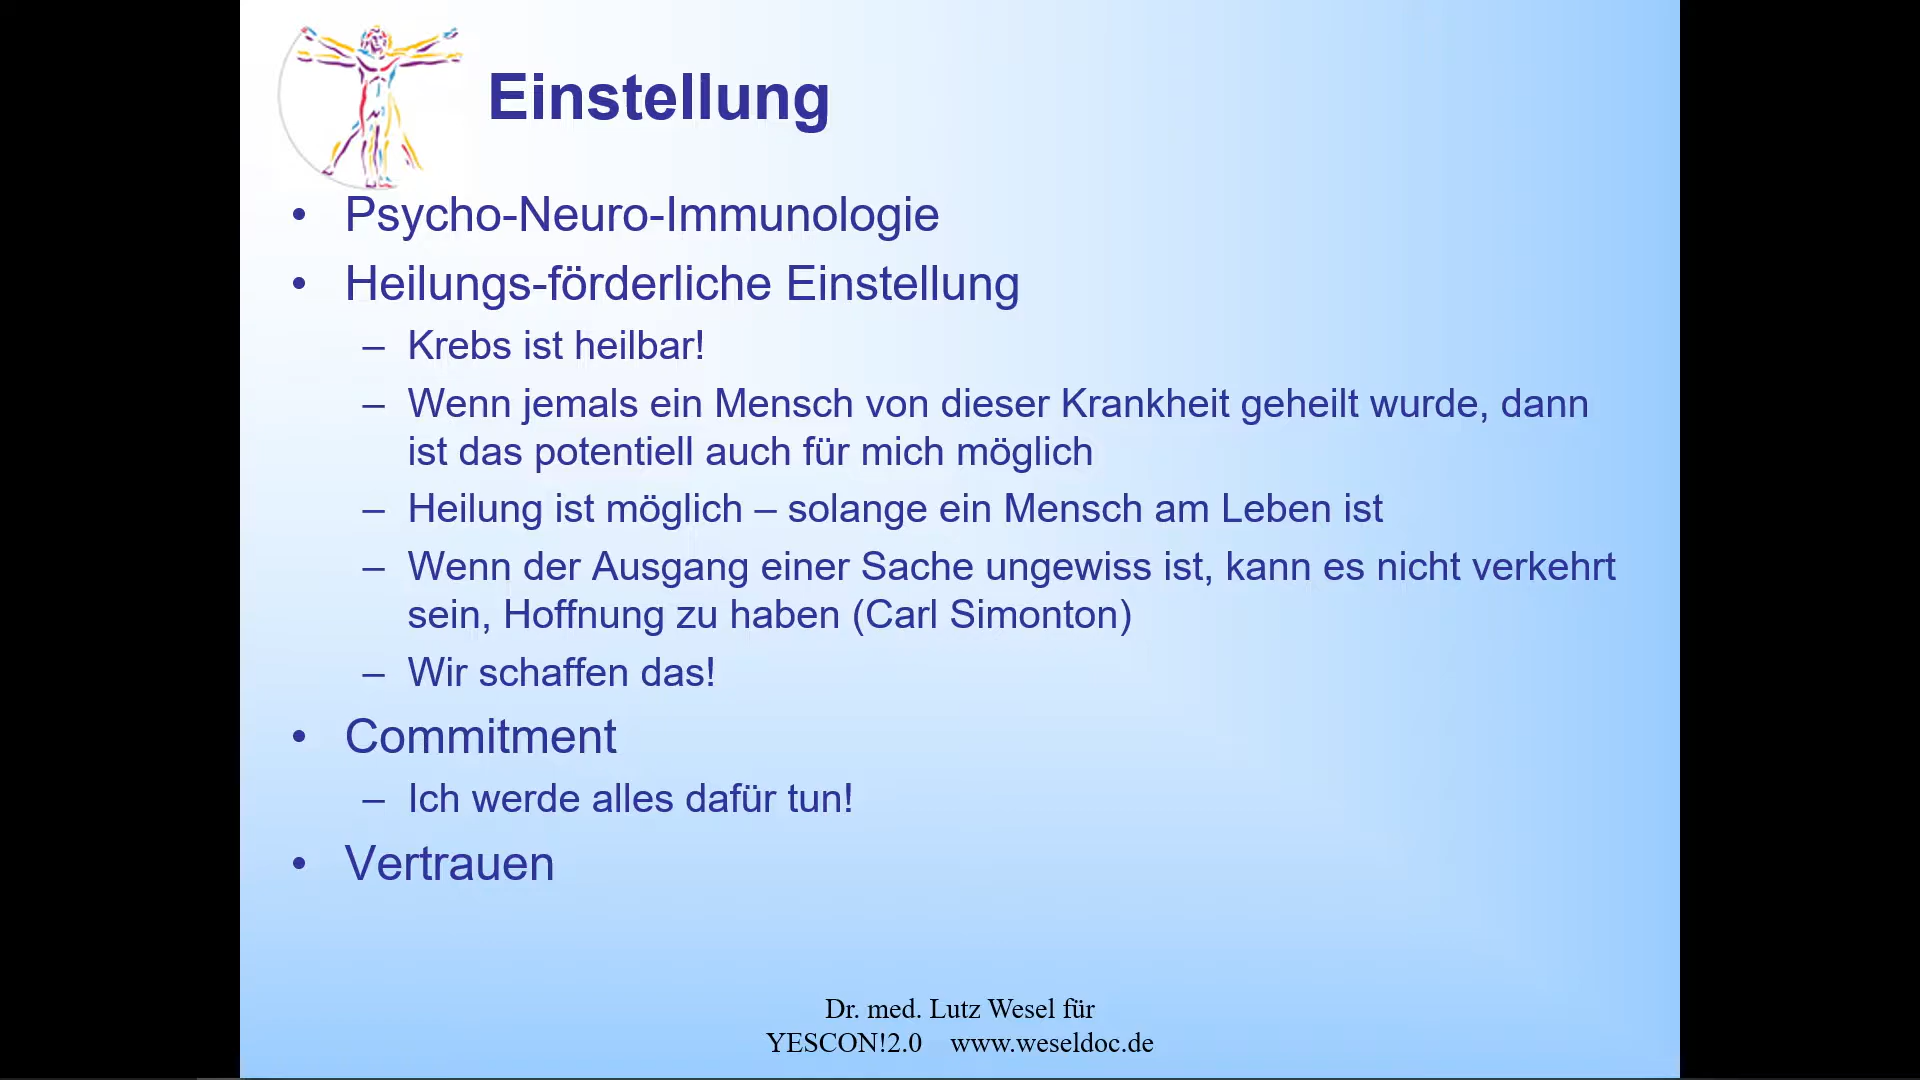 Einstellung
• Psycho-Neuro-Immunologie
• Heilungs-förderliche Einstellung
– Krebs ist heilbar!
– Wenn jemals ein Mensch von dieser Krankheit geheilt wurde, dann
ist das potentiell auch für mich möglich
– Heilung ist möglich – solange ein Mensch am Leben ist
– Wenn der Ausgang einer Sache ungewiss ist, kann es nicht verkehrt
sein, Hoffnung zu haben (Carl Simonton)
– Wir schaffen das!
• Commitment
– Ich werde alles dafür tun!
• Vertrauen
Dr. med. Lutz Wesel für
YESCON!2.0 www.weseldoc.de